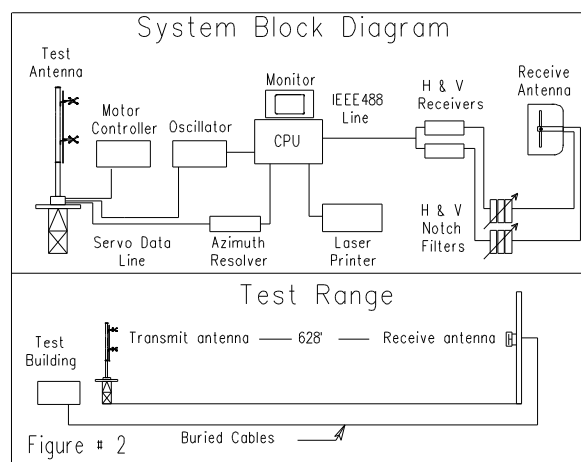 System Block Diagram
Test
Antenna
Motor
Controller
Oscillator
Monitor
CPU
IEEE488
Line
H & V
Receivers
Receive
Antenna
Servo Data
Line
Azimuth
Resolver
Laser
Printer
H & V
Notch
Filters
Test Range
Test
Building
Transmit antenna
628'
Receive antenna
Buried Cables
Figure # 2